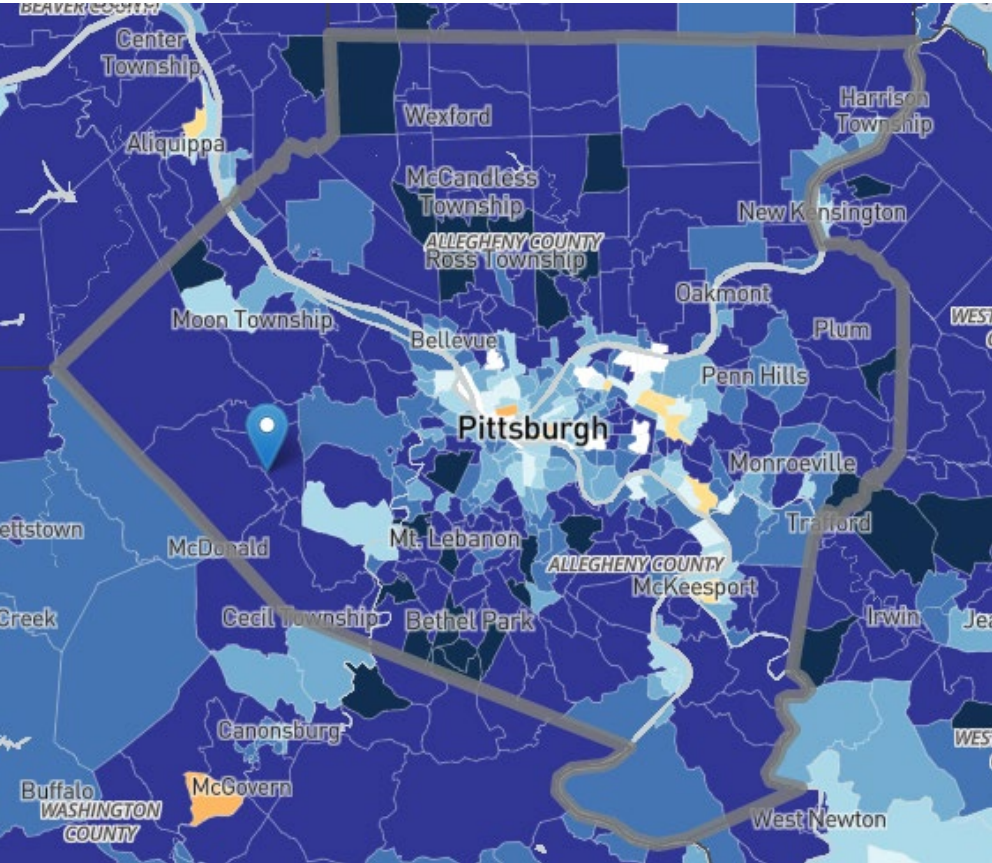 BEAVER COUNTY
Center
Township
Harrison
Township
Wexford
Aliquippa
McCandless
Township
New Kensington
ALLEGHENY COUNTY
Ross Township
Oakmont
Moon Township
WEST
Plum
Bellevue
Penn Hills
Pittsburgh
Monroeville
ettstown
Trafford
McDonald
Mt. Lebanon
ALLEGHENY COUNTY
McKeesport
Creek
Cecil Township
Bethel Park
Irwin
Jea
Canonsburg
WES
Buffalo
McGovern
WASHINGTON
COUNTY
West Newton